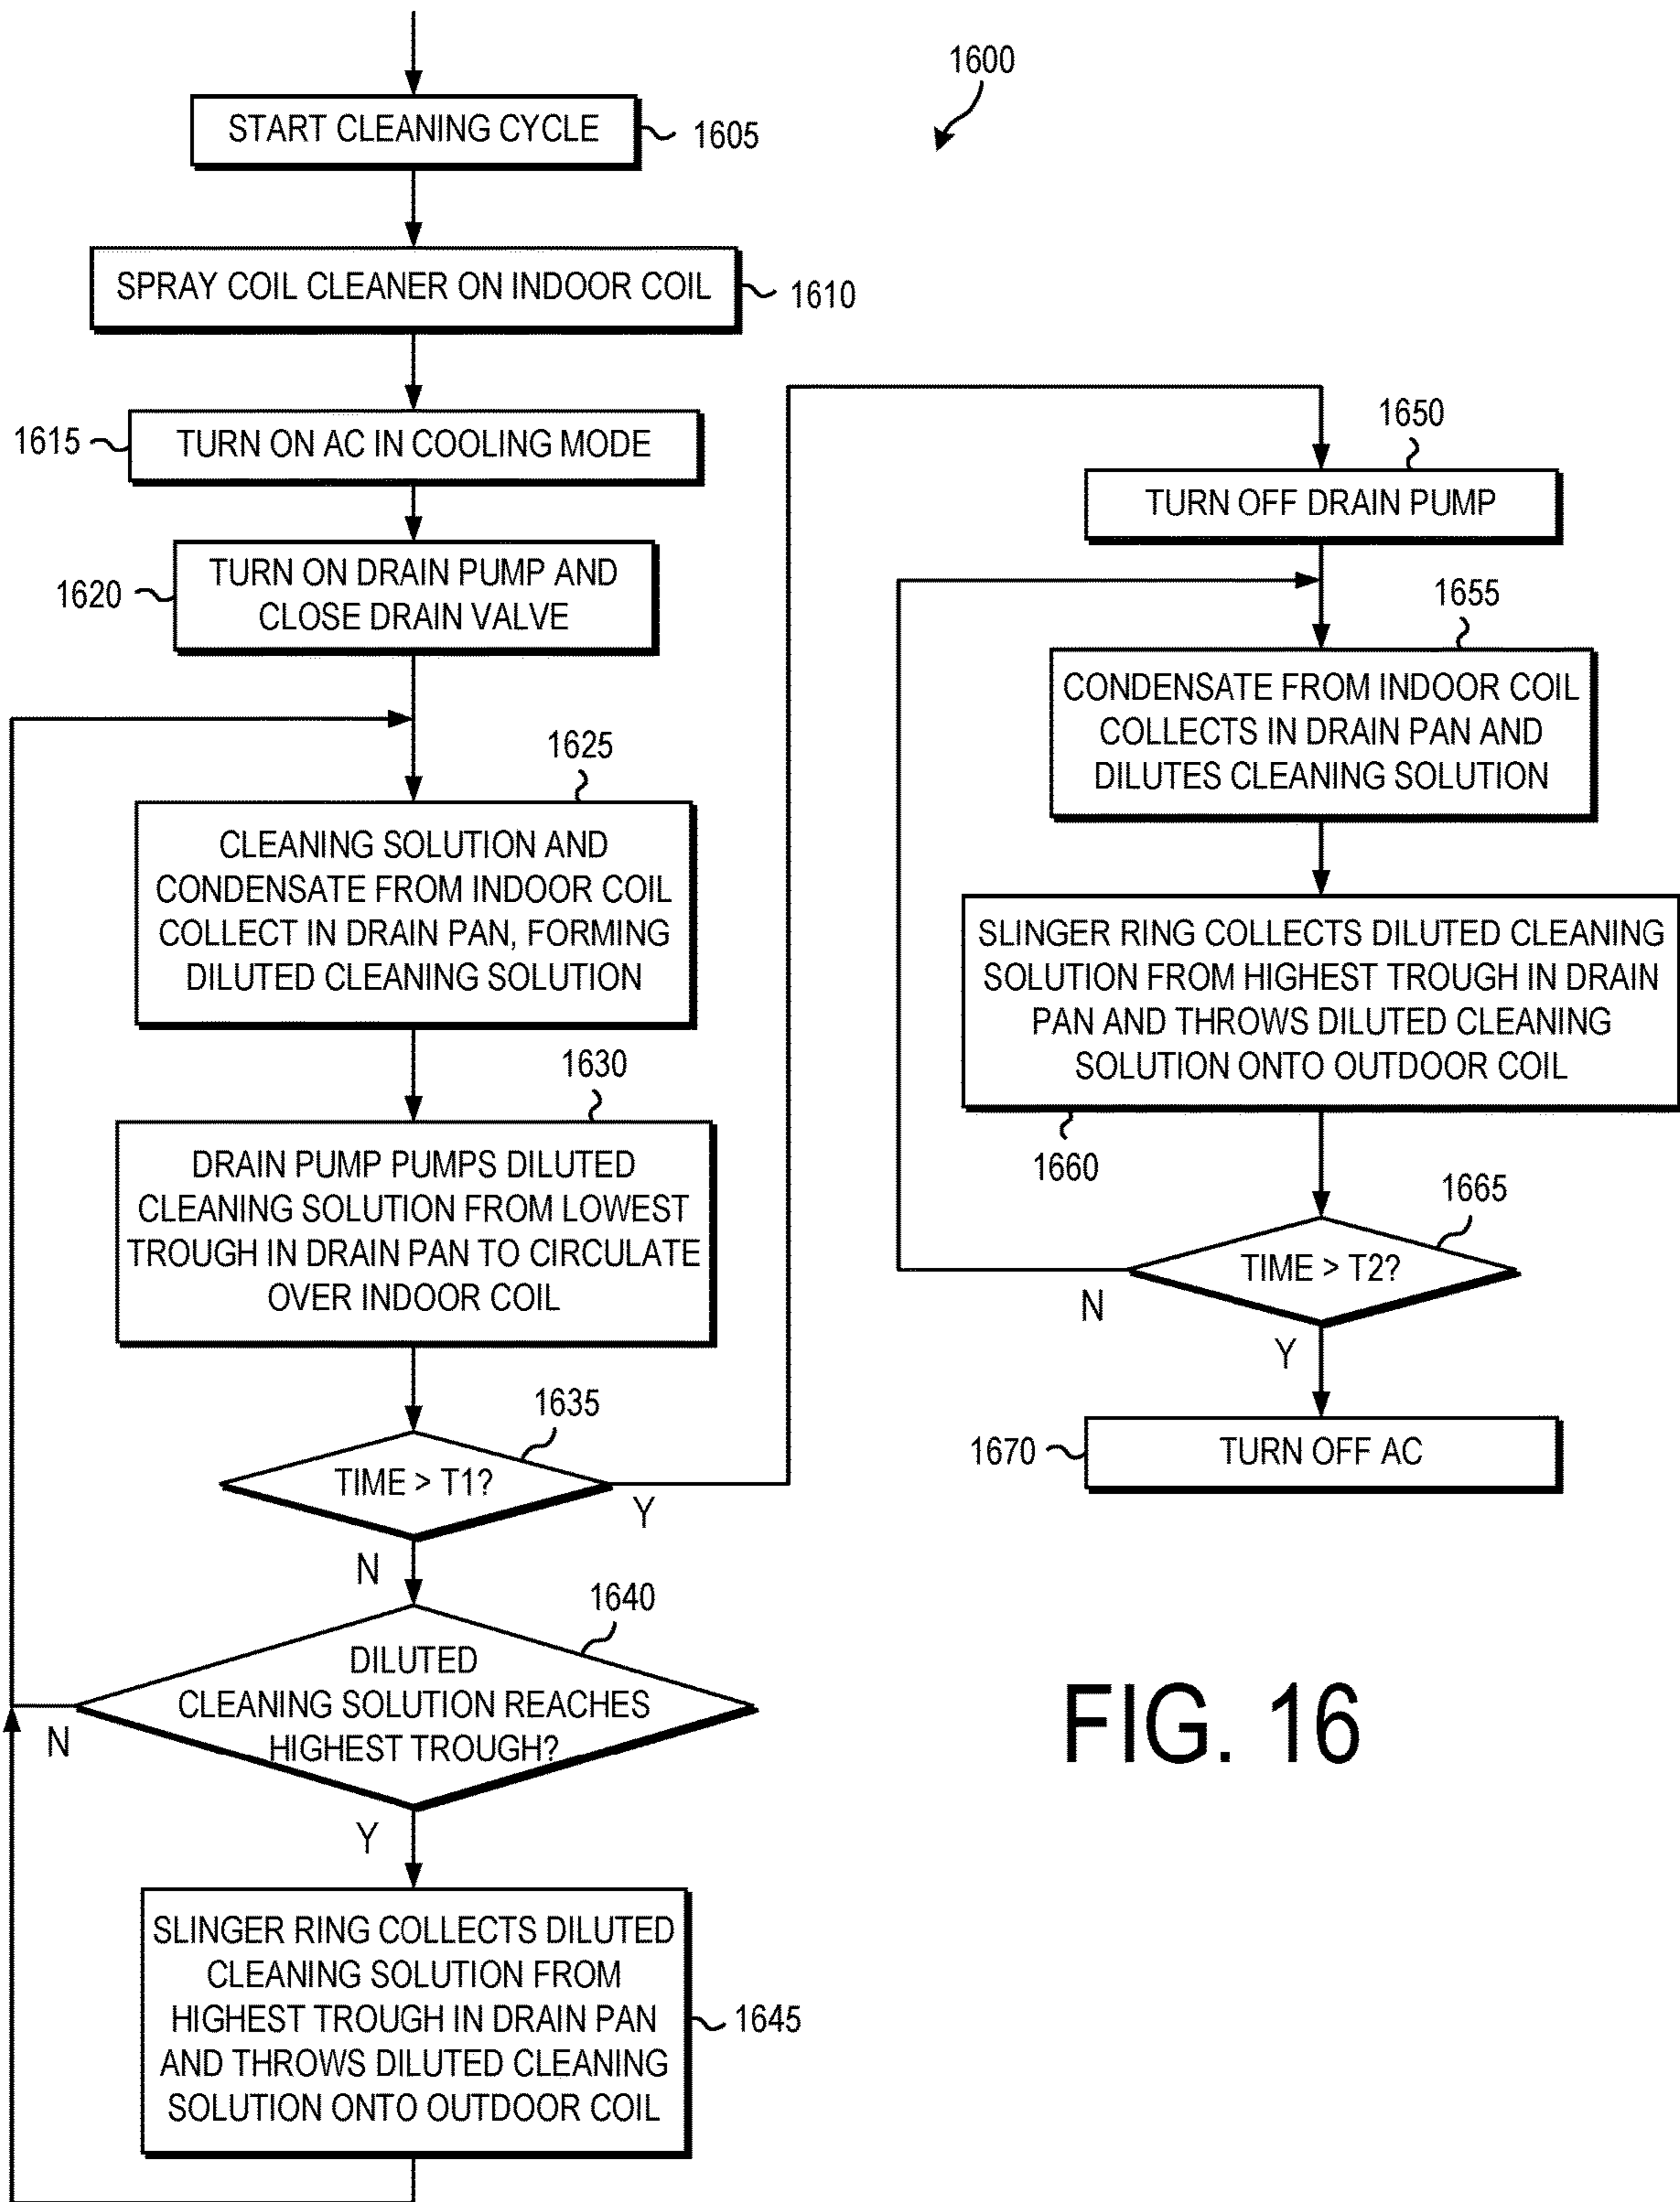 1600
START CLEANING CYCLE
1605
SPRAY COIL CLEANER ON INDOOR COIL
1610
1615
TURN ON AC IN COOLING MODE
1620
TURN ON DRAIN PUMP AND
CLOSE DRAIN VALVE
1625
CLEANING SOLUTION AND
CONDENSATE FROM INDOOR COIL
COLLECT IN DRAIN PAN, FORMING
DILUTED CLEANING SOLUTION
1630
DRAIN PUMP PUMPS DILUTED
CLEANING SOLUTION FROM LOWEST
TROUGH IN DRAIN PAN TO CIRCULATE
OVER INDOOR COIL
1635
TIME > T1?
Y
N
1640
DILUTED
CLEANING SOLUTION REACHES
HIGHEST TROUGH?
N
Y
SLINGER RING COLLECTS DILUTED
CLEANING SOLUTION FROM
HIGHEST TROUGH IN DRAIN PAN
AND THROWS DILUTED CLEANING
SOLUTION ONTO OUTDOOR COIL
1645
1650
TURN OFF DRAIN PUMP
1655
CONDENSATE FROM INDOOR COIL
COLLECTS IN DRAIN PAN AND
DILUTES CLEANING SOLUTION
SLINGER RING COLLECTS DILUTED CLEANING
SOLUTION FROM HIGHEST TROUGH IN DRAIN
PAN AND THROWS DILUTED CLEANING
SOLUTION ONTO OUTDOOR COIL
1660
1665
TIME > T2?
N
Y
1670
TURN OFF AC
FIG. 16